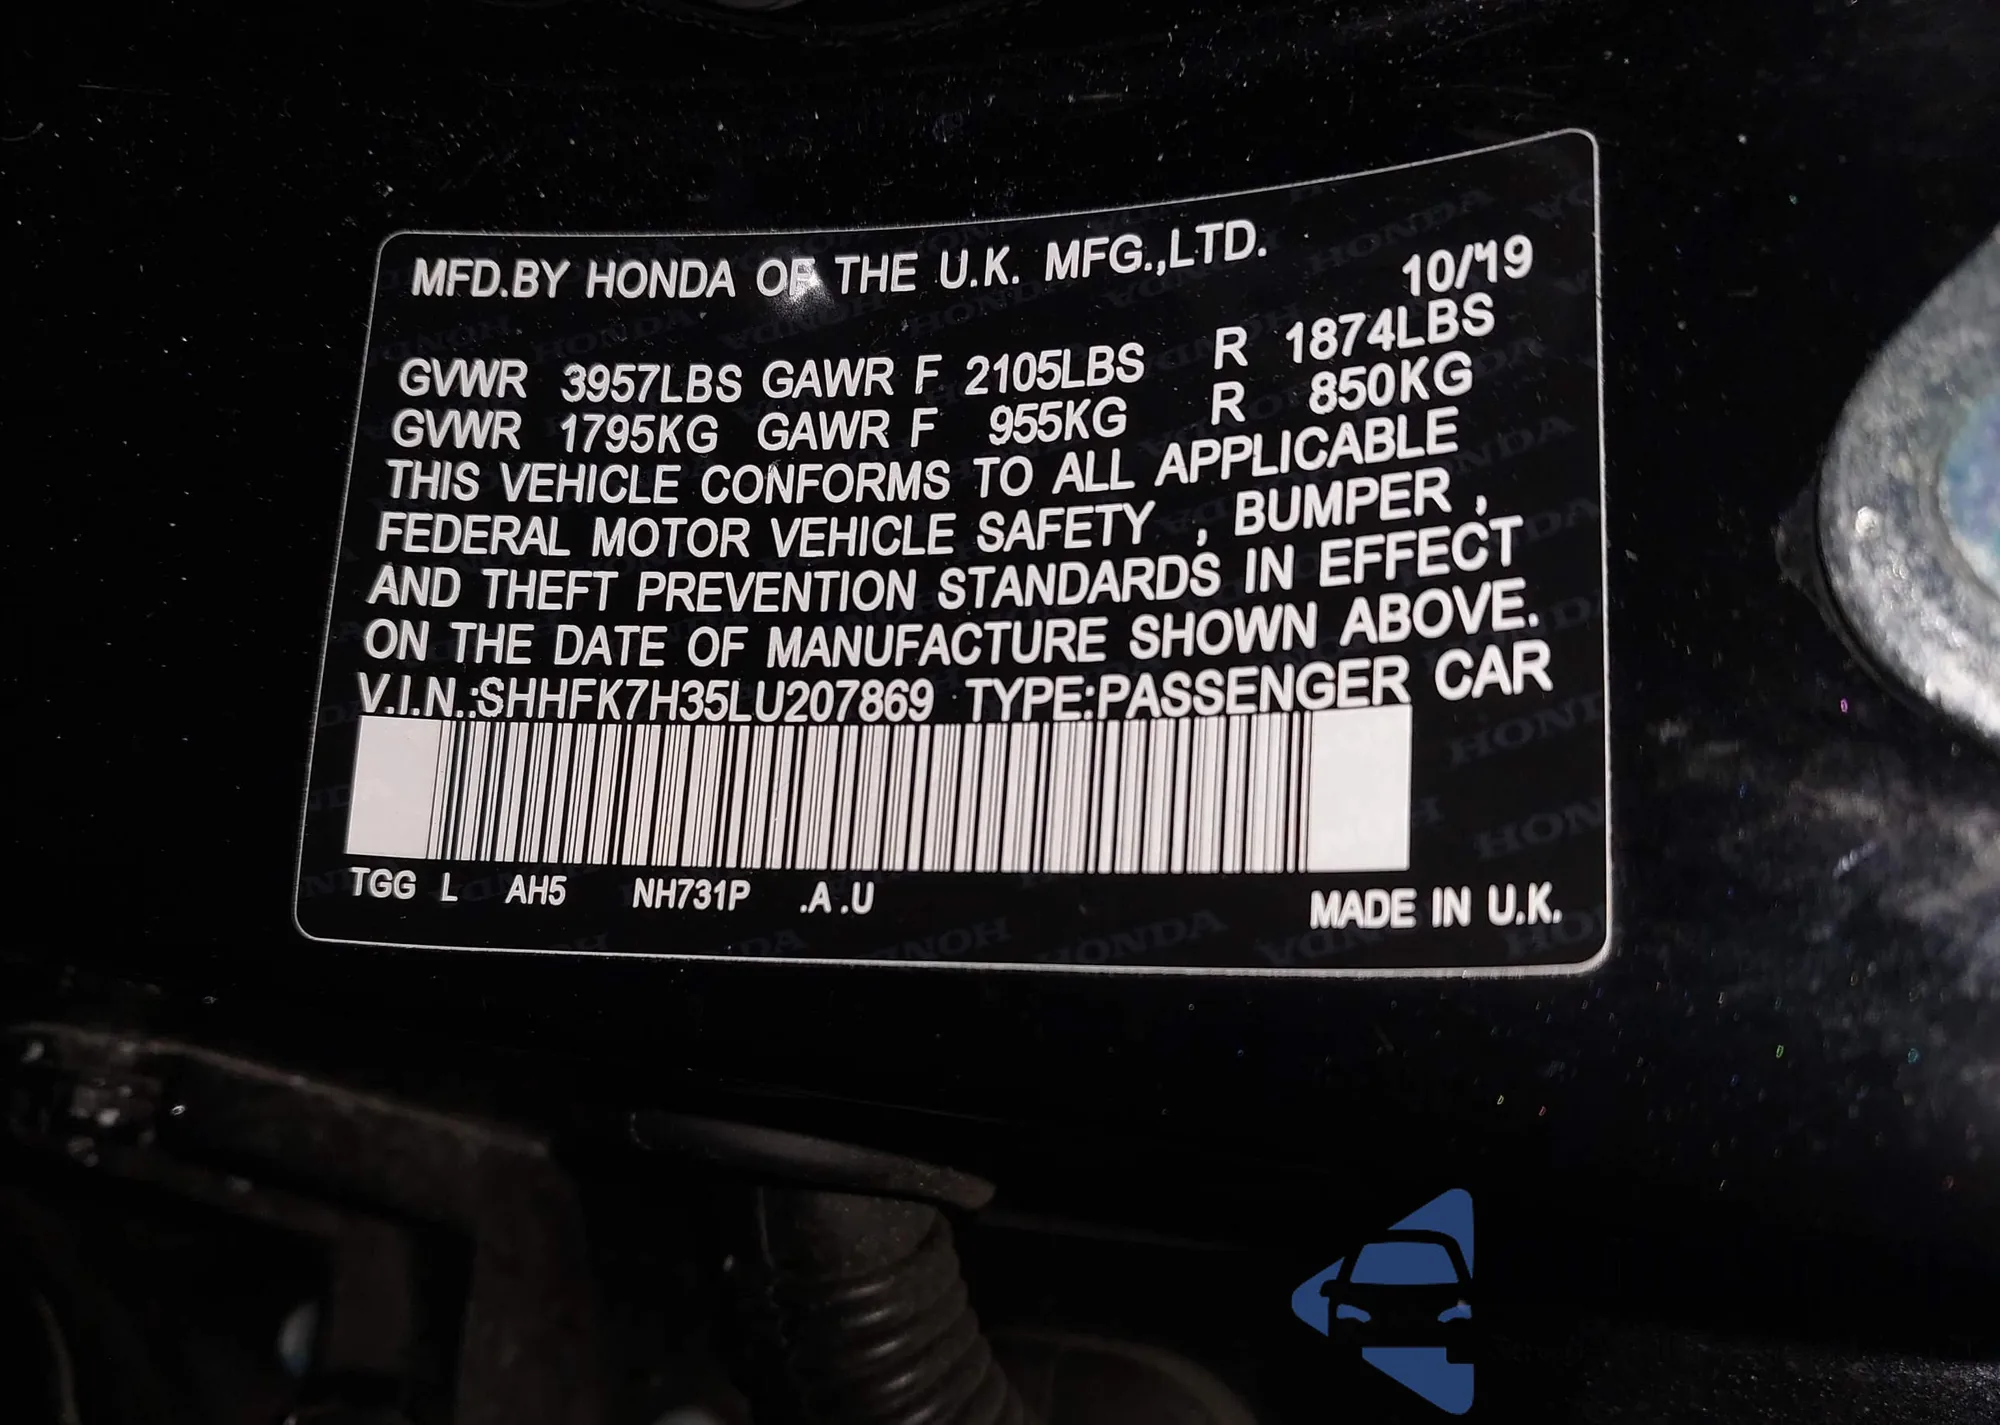 MFD.BY HONDA OF THE U.K. MFG.,LTD.
10/'19
GVWR 3957LBS GAWR F 2105LBS R 1874LBS
GVWR 1795KG GAWR F 955KG R 850KG
THIS VEHICLE CONFORMS TO ALL APPLICABLE
FEDERAL MOTOR VEHICLE SAFETY , BUMPER ,
AND THEFT PREVENTION STANDARDS IN EFFECT
ON THE DATE OF MANUFACTURE SHOWN ABOVE.
V.I.N.:SHHFK7H35LU207869 TYPE:PASSENGER CAR
TGG L AH5 NH731P .A .U
MADE IN U.K.